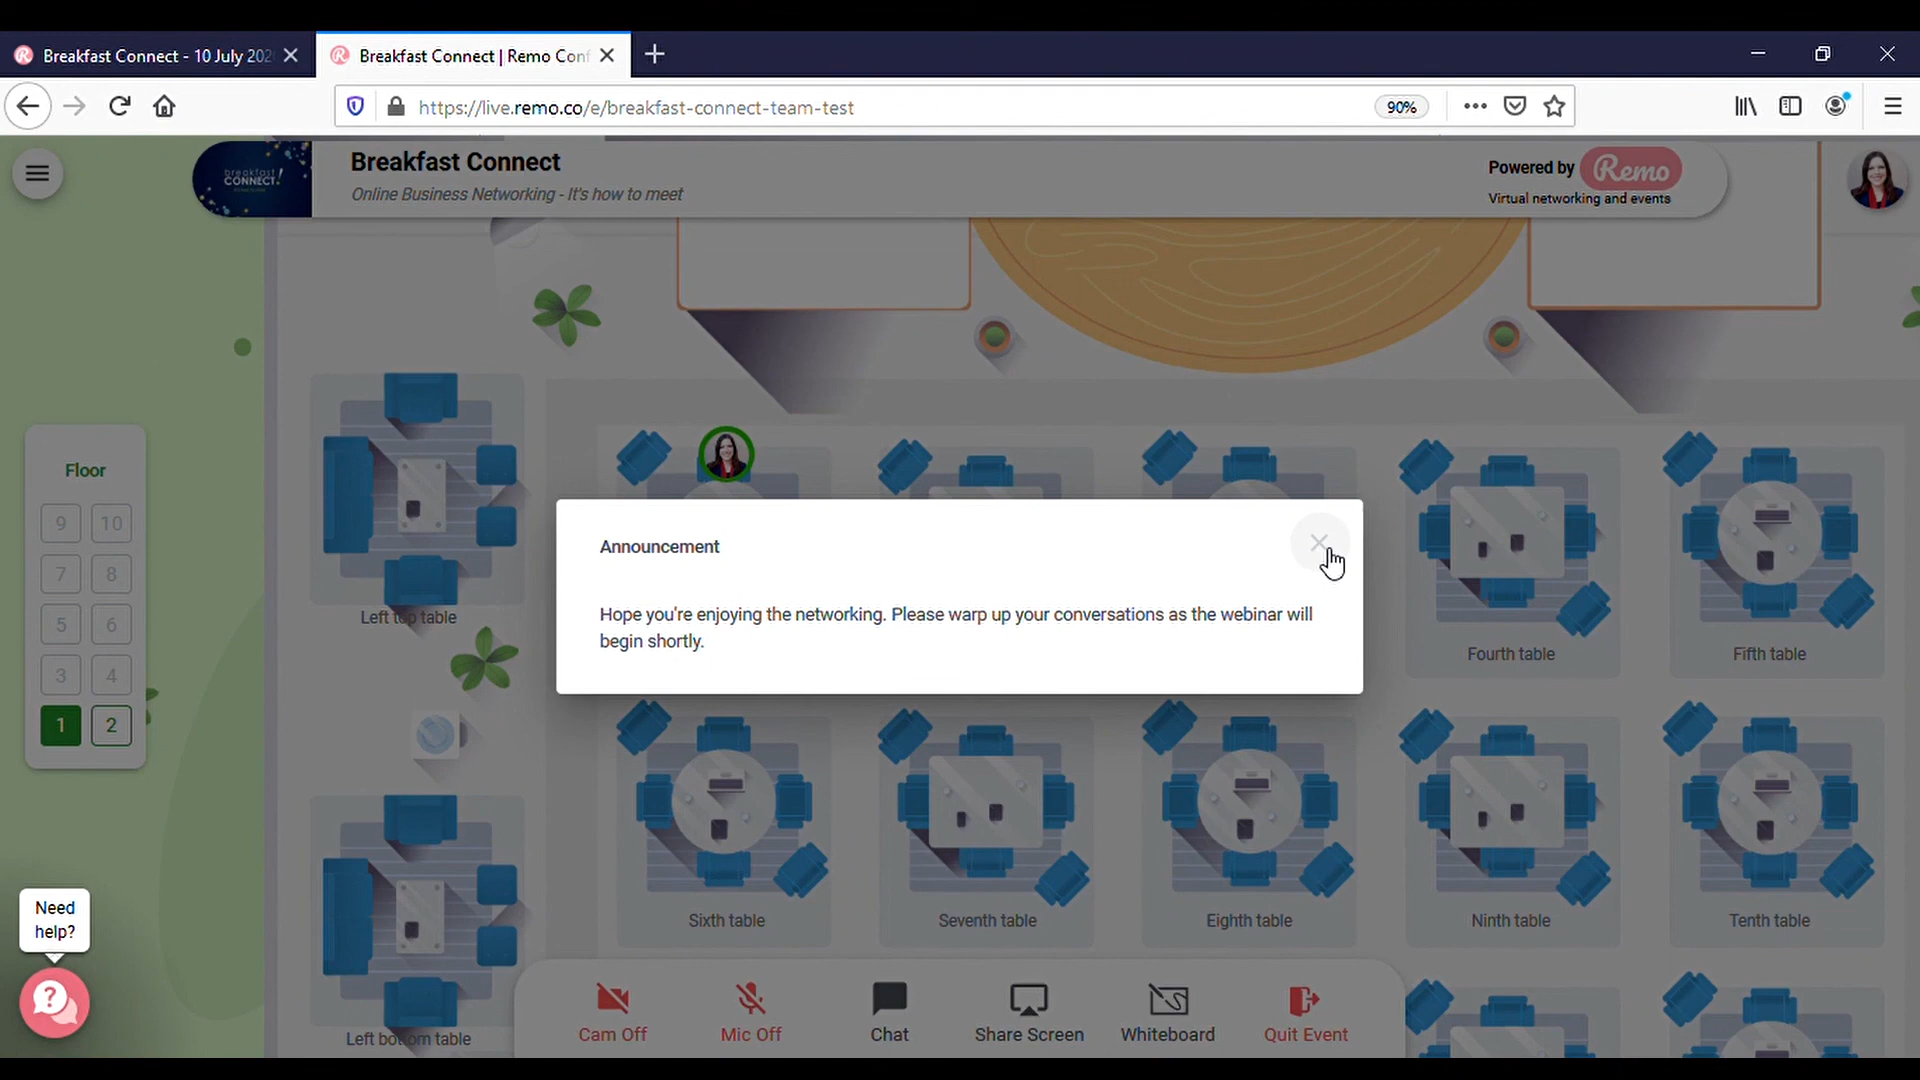 Breakfast Connect - 10 July 202
Breakfast Connect | Remo Conf
https://live.remo.co/e/breakfast-connect-team-test
90%
breakfast
CONNECT!
Breakfast Connect
Online Business Networking - It's how to meet
Powered by Remo
Virtual networking and events
Floor
9 10
7 8
5 6
3 4
1 2
Left top table
Announcement
Hope you're enjoying the networking. Please warp up your conversations as the webinar will
begin shortly.
Fourth table
Fifth table
Sixth table
Seventh table
Eighth table
Ninth table
Tenth table
Need
help?
Left bottom table
Cam Off
Mic Off
Chat
Share Screen
Whiteboard
Quit Event